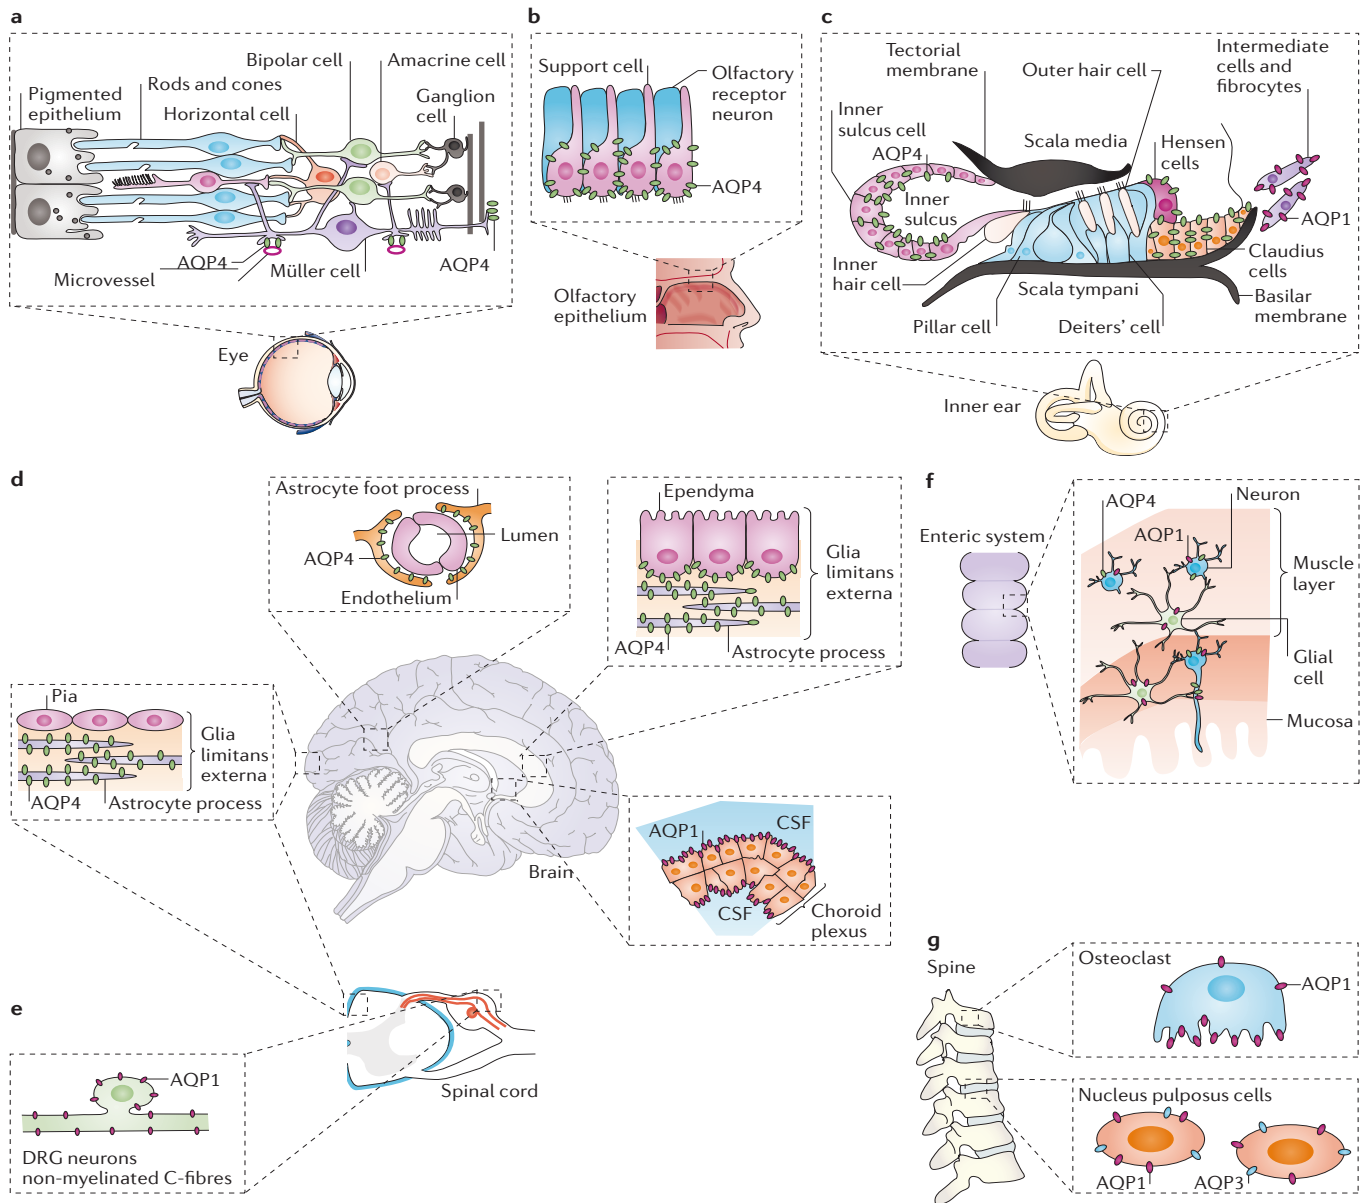 a
Pigmented
epithelium
Rods and cones
Horizontal cell
Bipolar cell
Amacrine cell
Ganglion
cell
AQP4
Microvessel
Müller cell
AQP4
Eye
b
Support cell
Olfactory
receptor
neuron
AQP4
Olfactory
epithelium
c
Tectorial
membrane
Outer hair cell
Intermediate
cells and
fibrocytes
Inner
sulcus cell
AQP4
Scala media
Hensen
cells
Inner
sulcus
AQP1
Inner
hair cell
Claudius
cells
Scala tympani
Basilar
membrane
Pillar cell
Deiters’ cell
Inner ear
d
Astrocyte foot process
Lumen
AQP4
Endothelium
Ependyma
Glia
limitans
externa
AQP4
Astrocyte process
Pia
Glia
limitans
externa
AQP4
Astrocyte process
Brain
AQP1
CSF
CSF
Choroid
plexus
e
AQP1
DRG neurons
non-myelinated C-fibres
Spinal cord
f
Enteric system
AQP4
Neuron
AQP1
Muscle
layer
Glial
cell
Mucosa
g
Spine
Osteoclast
AQP1
Nucleus pulposus cells
AQP1
AQP3